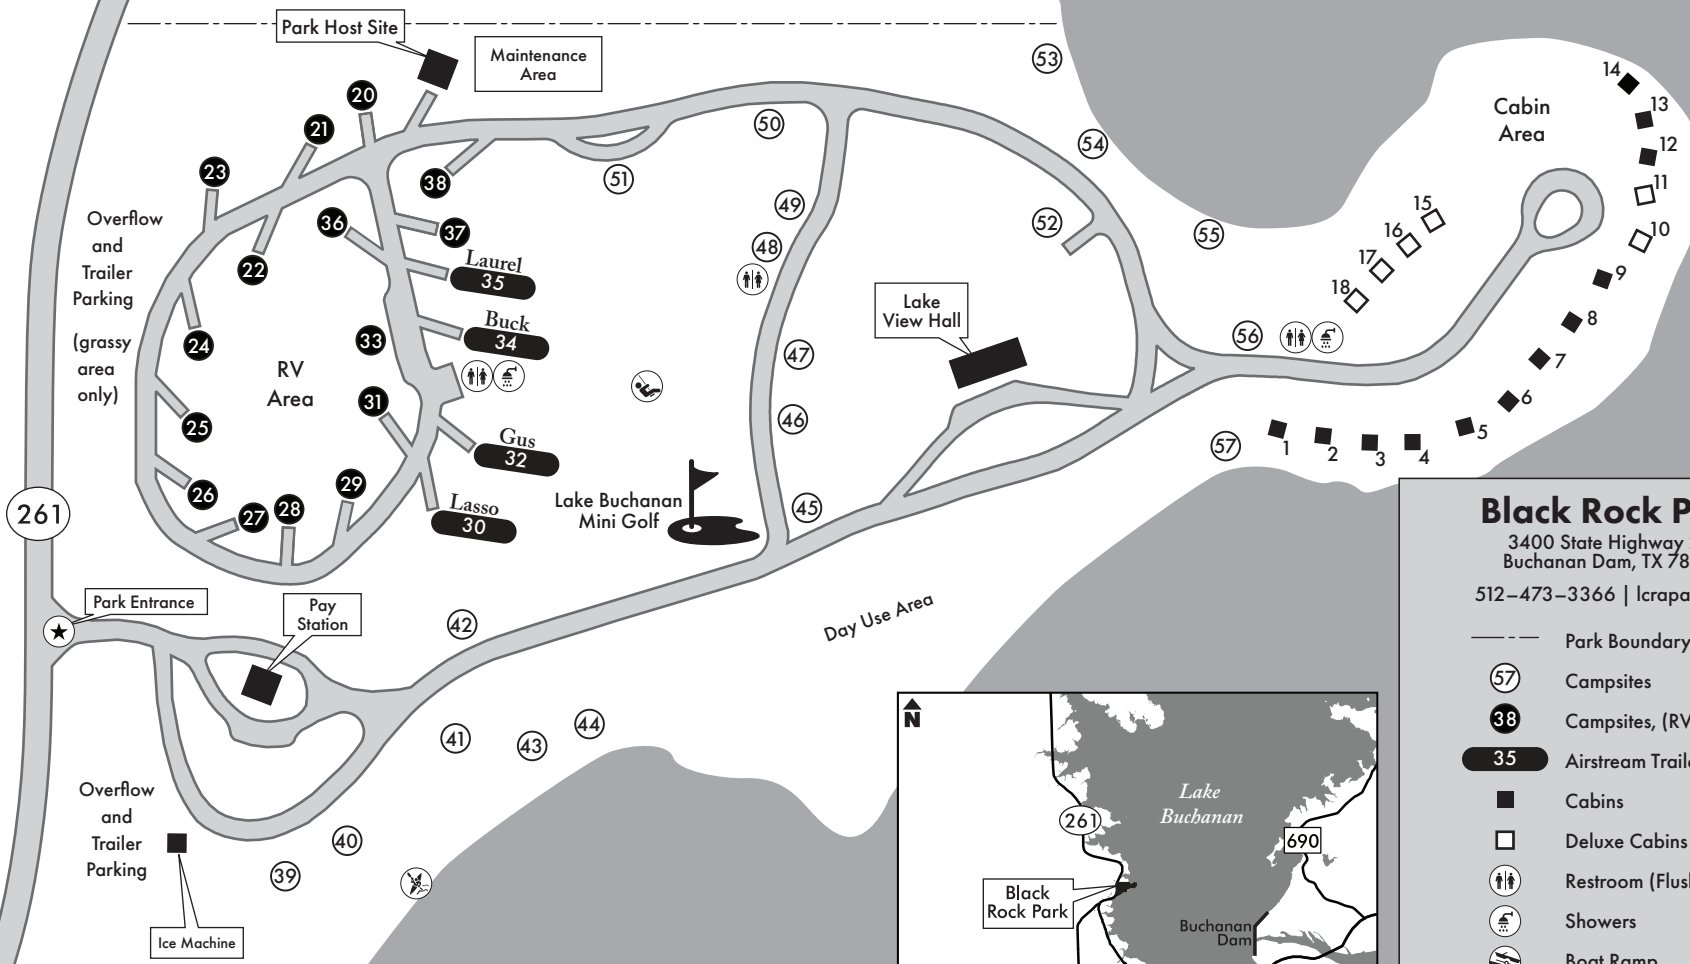 Park Host Site
Maintenance
Area
53
14
13
Cabin
Area
12
11
10
9
8
7
6
5
4
3
2
1
15
16
17
18
20
21
23
38
50
51
54
52
55
49
48
36
37
22
Laurel
35
Buck
34
33
24
Overflow
and
Trailer
Parking
(grassy
area
only)
RV
Area
31
25
Gus
32
26
27
28
29
Lasso
30
Lake
View Hall
56
47
46
57
45
Lake Buchanan
Mini Golf
261
Park Entrance
Pay
Station
42
Day Use Area
41
43
44
Overflow
and
Trailer
Parking
40
39
Ice Machine
N
Lake
Buchanan
261
690
Black
Rock Park
Buchanan
Dam
Black Rock P
3400 State Highway
Buchanan Dam, TX 78
512–473–3366 | lcrapa
Park Boundary
57 Campsites
38 Campsites, (RV
35 Airstream Traile
Cabins
Deluxe Cabins
Restroom (Flus
Showers
Boat Ramp